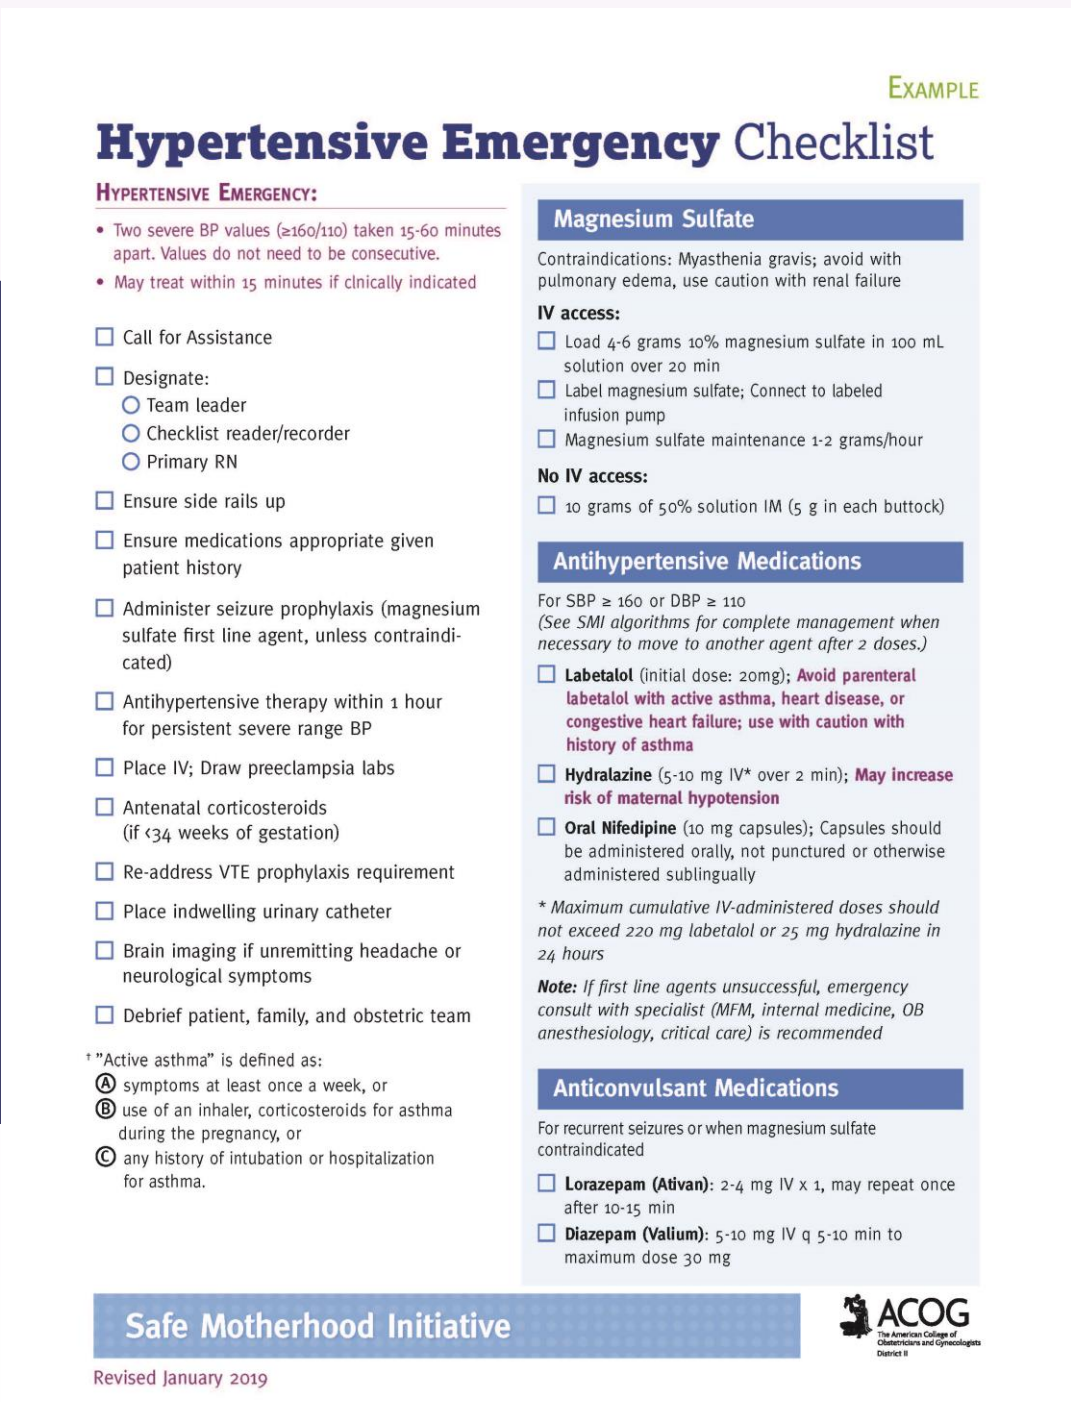 EXAMPLE
Hypertensive Emergency Checklist
HYPERTENSIVE EMERGENCY:
• Two severe BP values (≥160/110) taken 15-60 minutes
apart. Values do not need to be consecutive.
• May treat within 15 minutes if clnically indicated
Call for Assistance
Designate:
Team leader
Checklist reader/recorder
Primary RN
Ensure side rails up
Ensure medications appropriate given
patient history
Administer seizure prophylaxis (magnesium
sulfate first line agent, unless contraindi-
cated)
Antihypertensive therapy within 1 hour
for persistent severe range BP
Place IV; Draw preeclampsia labs
Antenatal corticosteroids
(if <34 weeks of gestation)
Re-address VTE prophylaxis requirement
Place indwelling urinary catheter
Brain imaging if unremitting headache or
neurological symptoms
Debrief patient, family, and obstetric team
† ”Active asthma” is defined as:
Ⓐ symptoms at least once a week, or
Ⓑ use of an inhaler, corticosteroids for asthma
during the pregnancy, or
Ⓒ any history of intubation or hospitalization
for asthma.
Magnesium Sulfate
Contraindications: Myasthenia gravis; avoid with
pulmonary edema, use caution with renal failure
IV access:
Load 4-6 grams 10% magnesium sulfate in 100 mL
solution over 20 min
Label magnesium sulfate; Connect to labeled
infusion pump
Magnesium sulfate maintenance 1-2 grams/hour
No IV access:
10 grams of 50% solution IM (5 g in each buttock)
Antihypertensive Medications
For SBP ≥ 160 or DBP ≥ 110
(See SMI algorithms for complete management when
necessary to move to another agent after 2 doses.)
Labetalol (initial dose: 20mg); Avoid parenteral
labetalol with active asthma, heart disease, or
congestive heart failure; use with caution with
history of asthma
Hydralazine (5-10 mg IV* over 2 min); May increase
risk of maternal hypotension
Oral Nifedipine (10 mg capsules); Capsules should
be administered orally, not punctured or otherwise
administered sublingually
* Maximum cumulative IV-administered doses should
not exceed 220 mg labetalol or 25 mg hydralazine in
24 hours
Note: If first line agents unsuccessful, emergency
consult with specialist (MFM, internal medicine, OB
anesthesiology, critical care) is recommended
Anticonvulsant Medications
For recurrent seizures or when magnesium sulfate
contraindicated
Lorazepam (Ativan): 2-4 mg IV x 1, may repeat once
after 10-15 min
Diazepam (Valium): 5-10 mg IV q 5-10 min to
maximum dose 30 mg
Safe Motherhood Initiative
ACOG
The American College of
Obstetricians and Gynecologists
District II
Revised January 2019